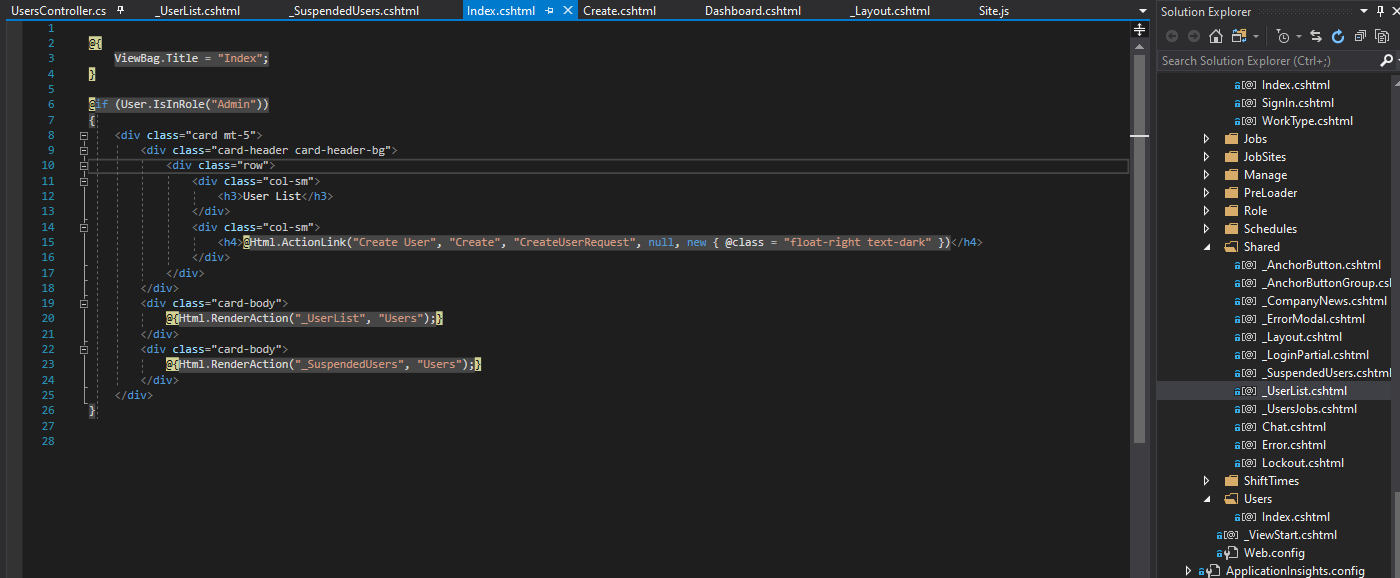 UsersController.cs
_UserList.cshtml
_SuspendedUsers.cshtml
Index.cshtml
Create.cshtml
Dashboard.cshtml
_Layout.cshtml
Site.js
1
2 @{
3 ViewBag.Title = "Index";
4 }
5
6 @if (User.IsInRole("Admin"))
7 {
8 <div class="card mt-5">
9 <div class="card-header card-header-bg">
10 <div class="row">
11 <div class="col-sm">
12 <h3>User List</h3>
13 </div>
14 <div class="col-sm">
15 <h4>@Html.ActionLink("Create User", "Create", "CreateUserRequest", null, new { @class = "float-right text-dark" })</h4>
16 </div>
17 </div>
18 </div>
19 <div class="card-body">
20 @{Html.RenderAction("_UserList", "Users");}
21 </div>
22 <div class="card-body">
23 @{Html.RenderAction("_SuspendedUsers", "Users");}
24 </div>
25 </div>
26 }
27
28
Solution Explorer
Search Solution Explorer (Ctrl+;)
Index.cshtml
SignIn.cshtml
WorkType.cshtml
Jobs
JobSites
Manage
PreLoader
Role
Schedules
Shared
_AnchorButton.cshtml
_AnchorButtonGroup.csl
_CompanyNews.cshtml
_ErrorModal.cshtml
_Layout.cshtml
_LoginPartial.cshtml
_SuspendedUsers.cshtml
_UserList.cshtml
_UsersJobs.cshtml
Chat.cshtml
Error.cshtml
Lockout.cshtml
ShiftTimes
Users
Index.cshtml
_ViewStart.cshtml
Web.config
ApplicationInsights.config